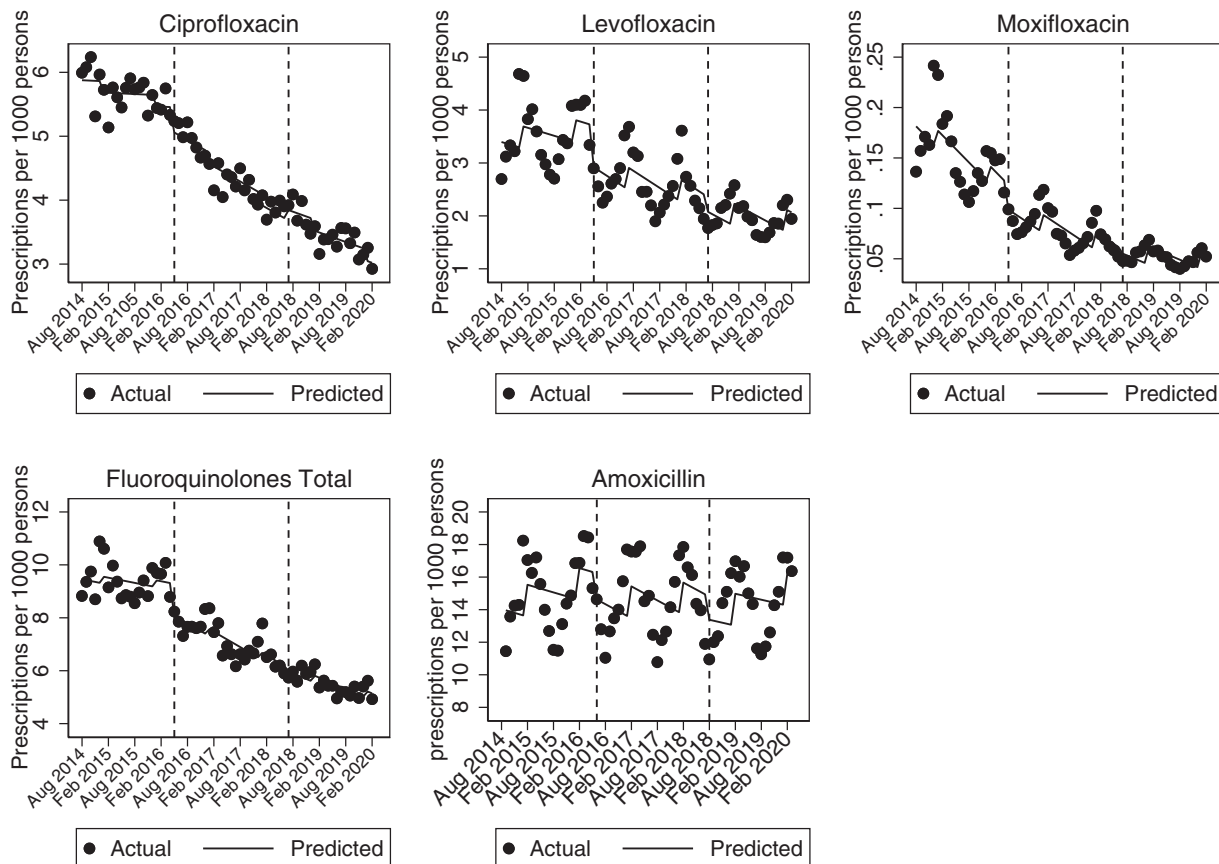 Ciprofloxacin
Prescriptions per 1000 persons
6
5
4
3
Aug 2014
Feb 2015
Aug 2105
Feb 2016
Aug 2016
Feb 2017
Aug 2017
Feb 2018
Aug 2018
Feb 2019
Aug 2019
Feb 2020
Actual Predicted
Levofloxacin
Prescriptions per 1000 persons
5
4
3
2
1
Aug 2014
Feb 2015
Aug 2015
Feb 2016
Aug 2016
Feb 2017
Aug 2017
Feb 2018
Aug 2018
Feb 2019
Aug 2019
Feb 2020
Actual Predicted
Moxifloxacin
Prescriptions per 1000 persons
.25
.2
.15
.1
.05
Aug 2014
Feb 2015
Aug 2015
Feb 2016
Aug 2016
Feb 2017
Aug 2017
Feb 2018
Aug 2018
Feb 2019
Aug 2019
Feb 2020
Actual Predicted
Fluoroquinolones Total
Prescriptions per 1000 persons
12
10
8
6
4
Aug 2014
Feb 2015
Aug 2015
Feb 2016
Aug 2016
Feb 2017
Aug 2017
Feb 2018
Aug 2018
Feb 2019
Aug 2019
Feb 2020
Actual Predicted
Amoxicillin
prescriptions per 1000 persons
20
18
16
14
12
10
8
Aug 2014
Feb 2015
Aug 2015
Feb 2016
Aug 2016
Feb 2017
Aug 2017
Feb 2018
Aug 2018
Feb 2019
Aug 2019
Feb 2020
Actual Predicted